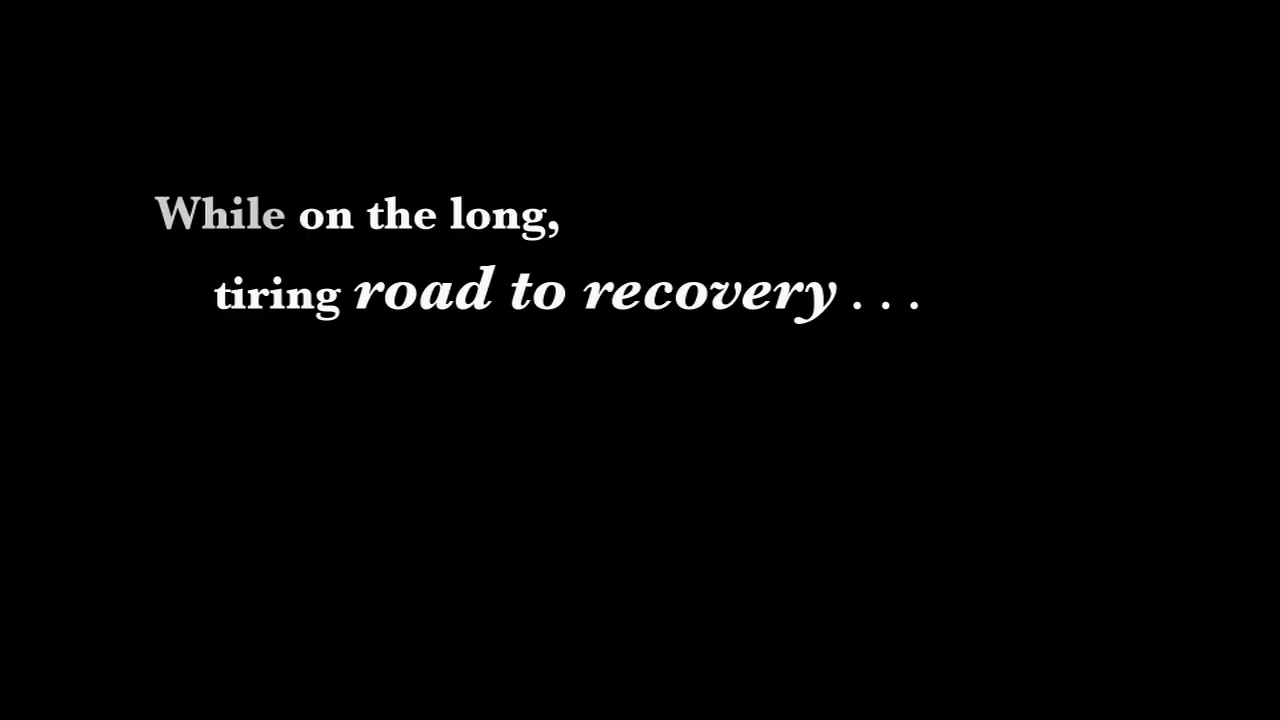 While on the long,
tiring road to recovery . . .